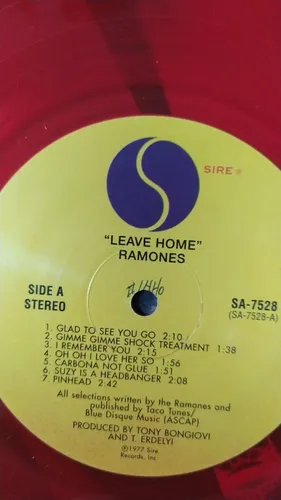 SIRE ®
"LEAVE HOME"
RAMONES
SIDE A
STEREO
SA-7528
(SA-7528-A)
1. GLAD TO SEE YOU GO 2:10
2. GIMME GIMME SHOCK TREATMENT 1:38
3. I REMEMBER YOU 2:15
4. OH OH I LOVE HER SO 1:56
5. CARBONA NOT GLUE 1:51
6. SUZY IS A HEADBANGER 2:08
7. PINHEAD 2:42
All selections written by the Ramones and
published by Taco Tunes/
Blue Disque Music (ASCAP)
PRODUCED BY TONY BONGIOVI
AND T. ERDELYI
©1977 Sire
Records, Inc